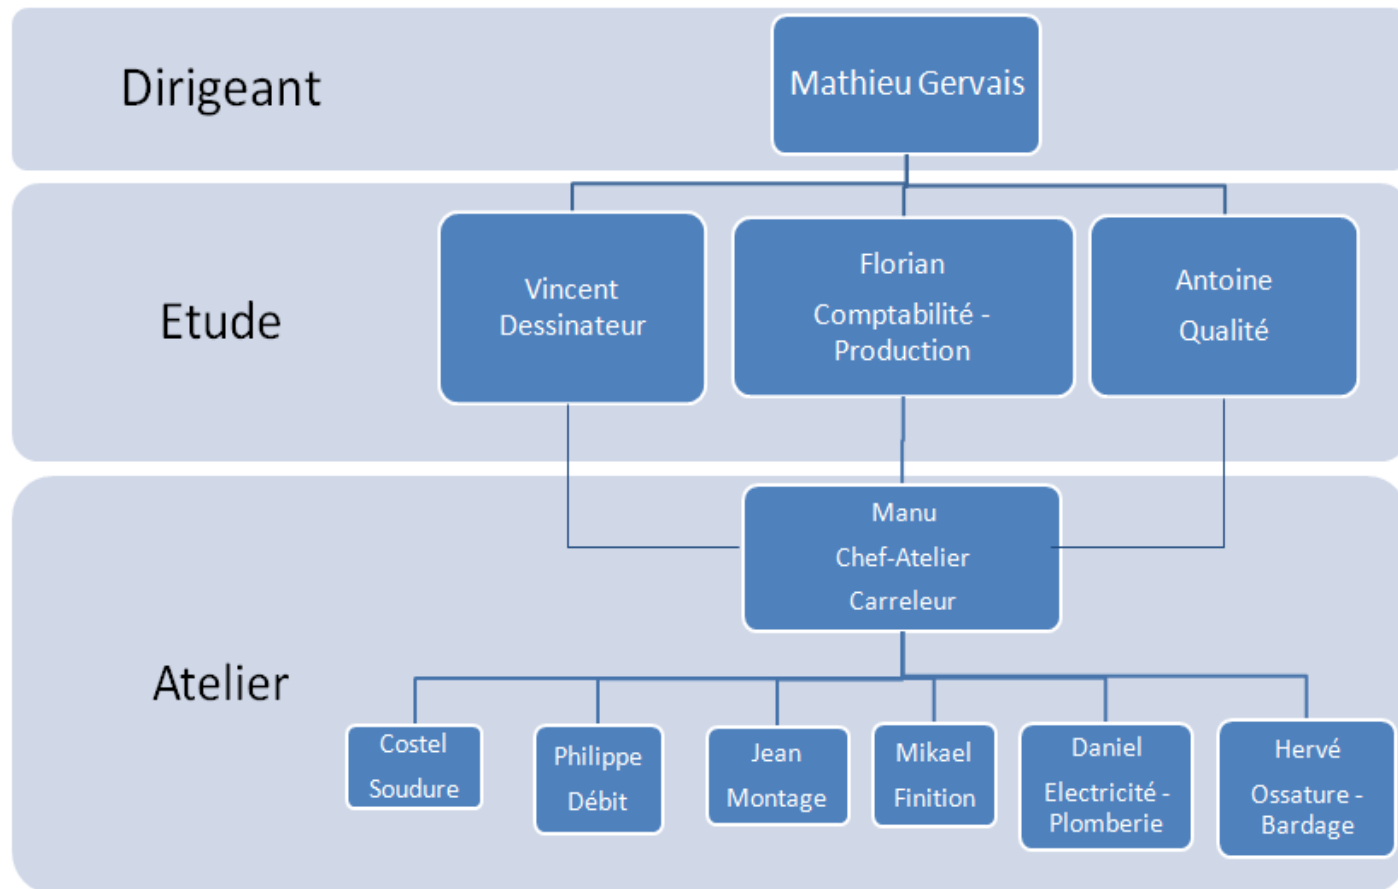 Dirigeant
Mathieu Gervais
Etude
Vincent
Dessinateur
Florian
Comptabilité -
Production
Antoine
Qualité
Atelier
Manu
Chef-Atelier
Carreleur
Costel
Soudure
Philippe
Débit
Jean
Montage
Mikael
Finition
Daniel
Electricité -
Plomberie
Hervé
Ossature -
Bardage